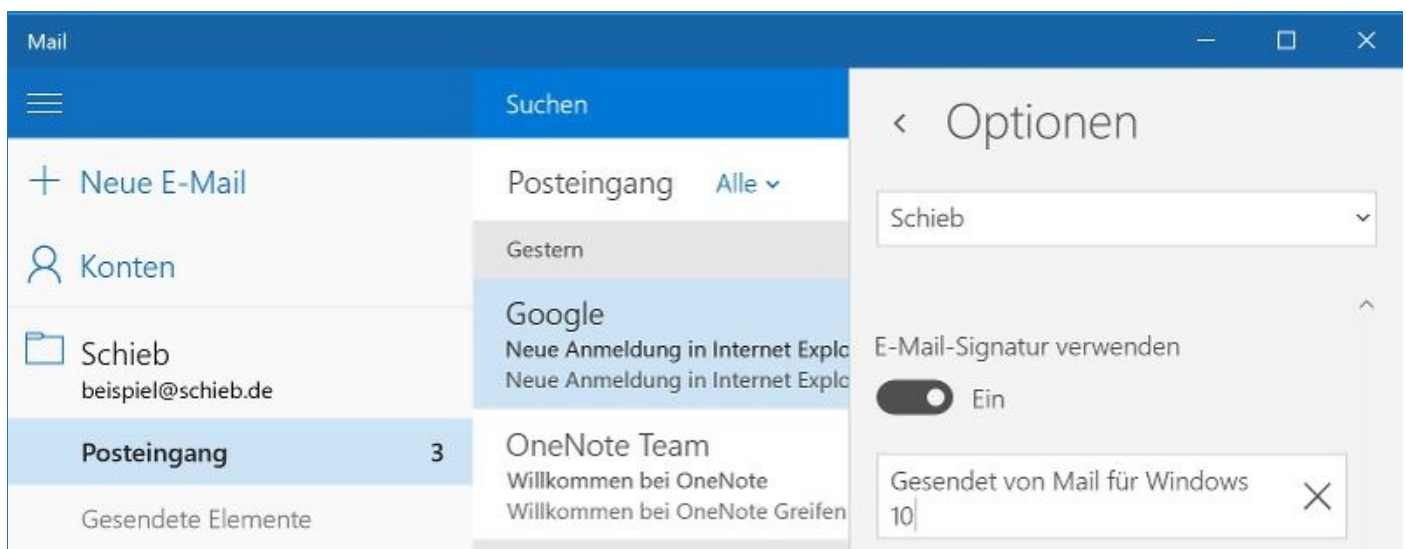 Mail
Suchen
Optionen
Neue E-Mail
Posteingang Alle
Schieb
Gestern
Konten
Google
Neue Anmeldung in Internet Explo
Neue Anmeldung in Internet Explo
E-Mail-Signatur verwenden
Ein
Schieb
beispiel@schieb.de
Posteingang 3
OneNote Team
Willkommen bei OneNote
Willkommen bei OneNote Greifen
Gesendet von Mail für Windows
10
Gesendete Elemente